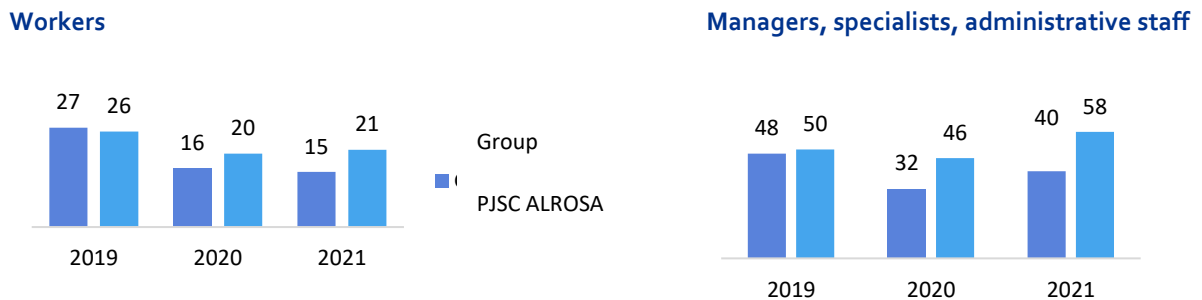 Workers
27 26
16 20
15 21
2019 2020 2021
Group
PJSC ALROSA
Managers, specialists, administrative staff
48 50
32 46
40 58
2019 2020 2021